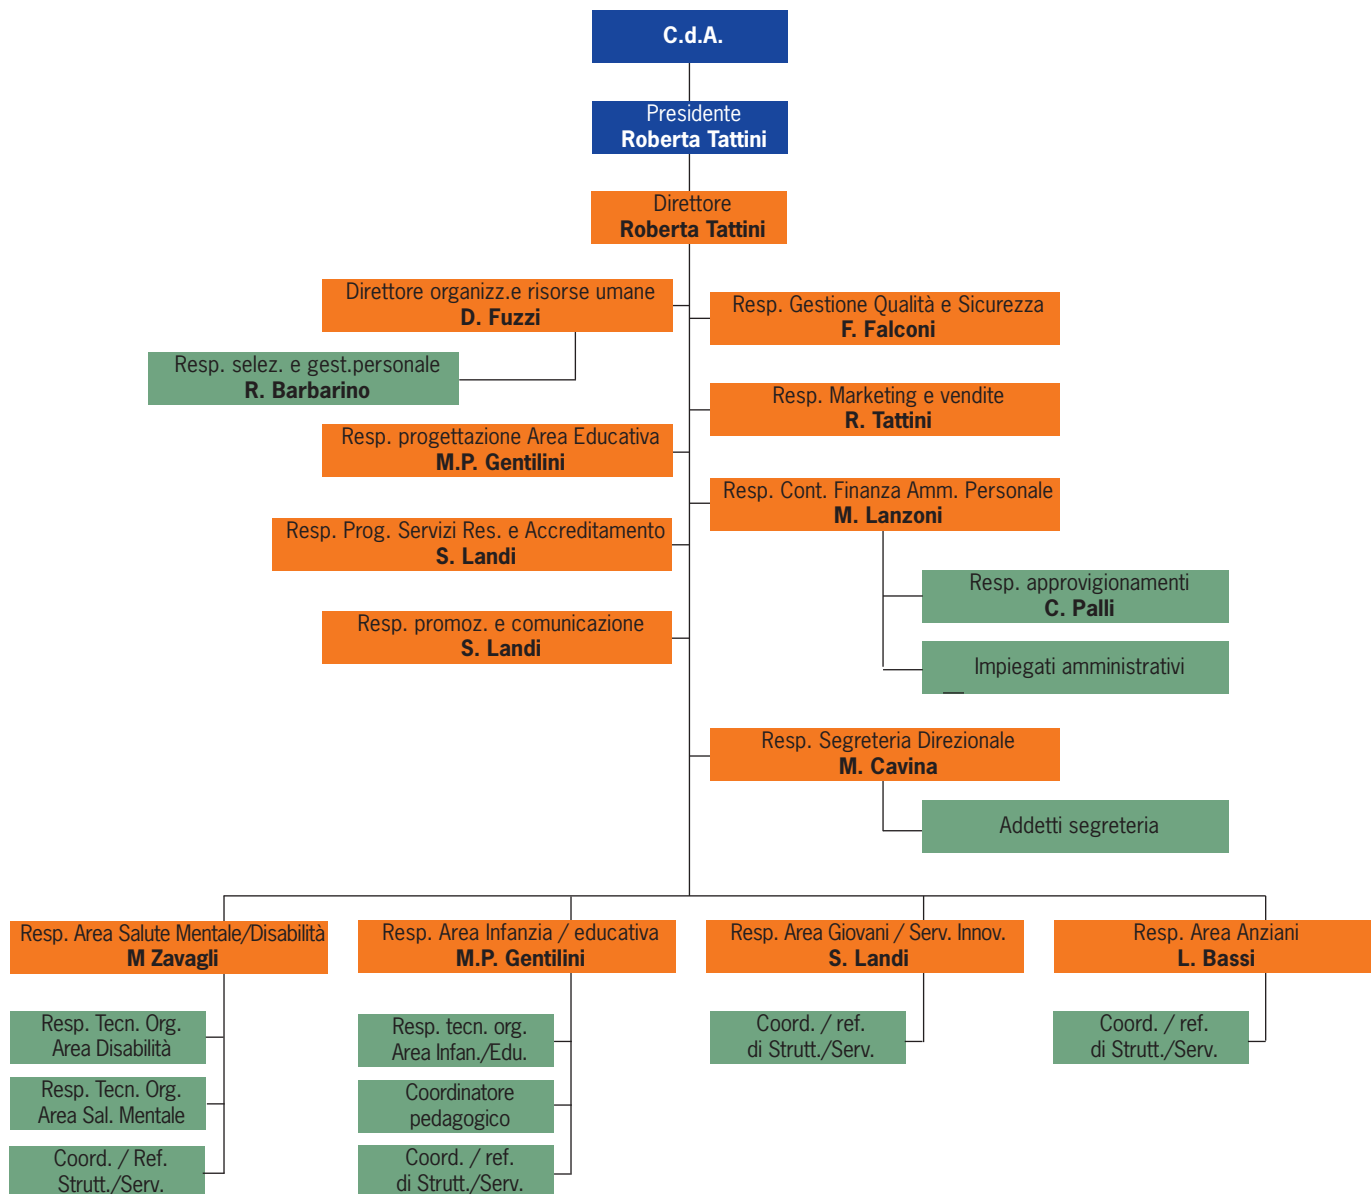 C.d.A.
Presidente
Roberta Tattini
Direttore
Roberta Tattini
Direttore organizz.e risorse umane
D. Fuzzi
Resp. Gestione Qualità e Sicurezza
F. Falconi
Resp. selez. e gest.personale
R. Barbarino
Resp. Marketing e vendite
R. Tattini
Resp. progettazione Area Educativa
M.P. Gentilini
Resp. Cont. Finanza Amm. Personale
M. Lanzoni
Resp. Prog. Servizi Res. e Accreditamento
S. Landi
Resp. approvigionamenti
C. Palli
Resp. promoz. e comunicazione
S. Landi
Impiegati amministrativi
Resp. Segreteria Direzionale
M. Cavina
Addetti segreteria
Resp. Area Salute Mentale/Disabilità
M Zavagli
Resp. Area Infanzia / educativa
M.P. Gentilini
Resp. Area Giovani / Serv. Innov.
S. Landi
Resp. Area Anziani
L. Bassi
Resp. Tecn. Org.
Area Disabilità
Resp. tecn. org.
Area Infan./Edu.
Coord. / ref.
di Strutt./Serv.
Coord. / ref.
di Strutt./Serv.
Resp. Tecn. Org.
Area Sal. Mentale
Coordinatore
pedagogico
Coord. / Ref.
Strutt./Serv.
Coord. / ref.
di Strutt./Serv.